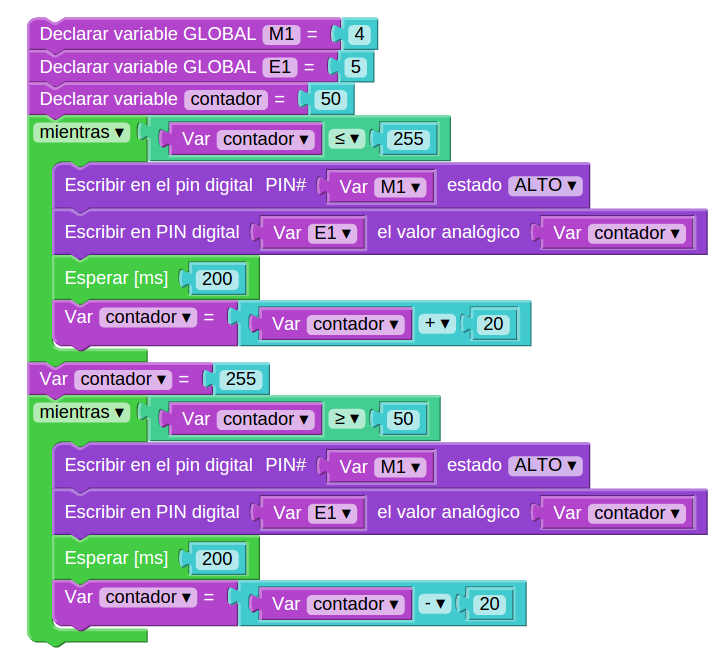 Declarar variable GLOBAL M1 = 4
Declarar variable GLOBAL E1 = 5
Declarar variable contador = 50
mientras ▾ Var contador ▾ ≤ ▾ 255
Escribir en el pin digital PIN# Var M1 ▾ estado ALTO ▾
Escribir en PIN digital Var E1 ▾ el valor analógico Var contador ▾
Esperar [ms] 200
Var contador ▾ = Var contador ▾ + ▾ 20
Var contador ▾ = 255
mientras ▾ Var contador ▾ ≥ ▾ 50
Escribir en el pin digital PIN# Var M1 ▾ estado ALTO ▾
Escribir en PIN digital Var E1 ▾ el valor analógico Var contador ▾
Esperar [ms] 200
Var contador ▾ = Var contador ▾ - ▾ 20